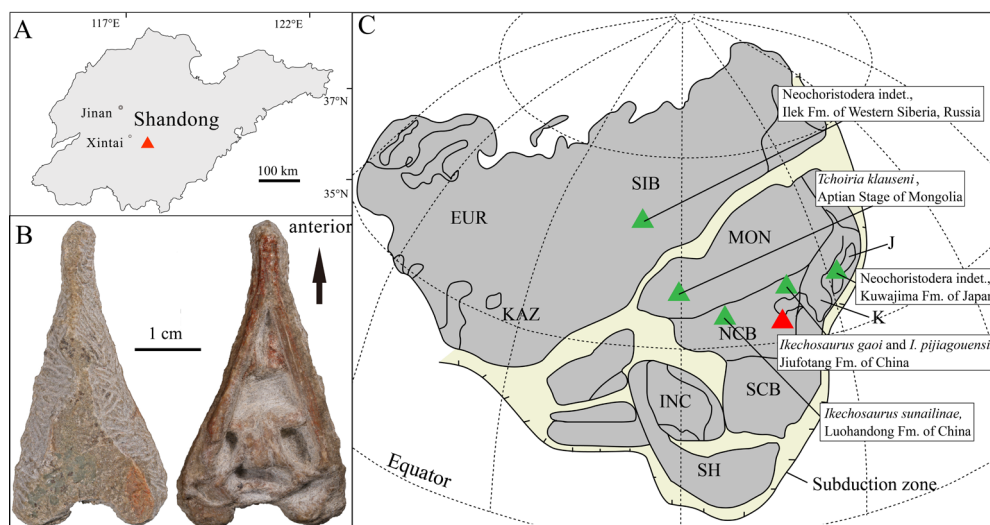 A
117°E
122°E
37°N
Jinan
Shandong
Xintai
100 km
35°N
B
anterior
1 cm
C
Neochoristodera indet.,
Ilek Fm. of Western Siberia, Russia
Tchoiria klauseni,
Aptian Stage of Mongolia
SIB
EUR
MON
J
Neochoristodera indet.,
Kuwajima Fm. of Japan
KAZ
K
NCB
Ikechosaurus gaoi and I. pijiagouensi
Jiufotang Fm. of China
SCB
INC
Ikechosaurus sunailinae,
Luohandong Fm. of China
SH
Equator
Subduction zone